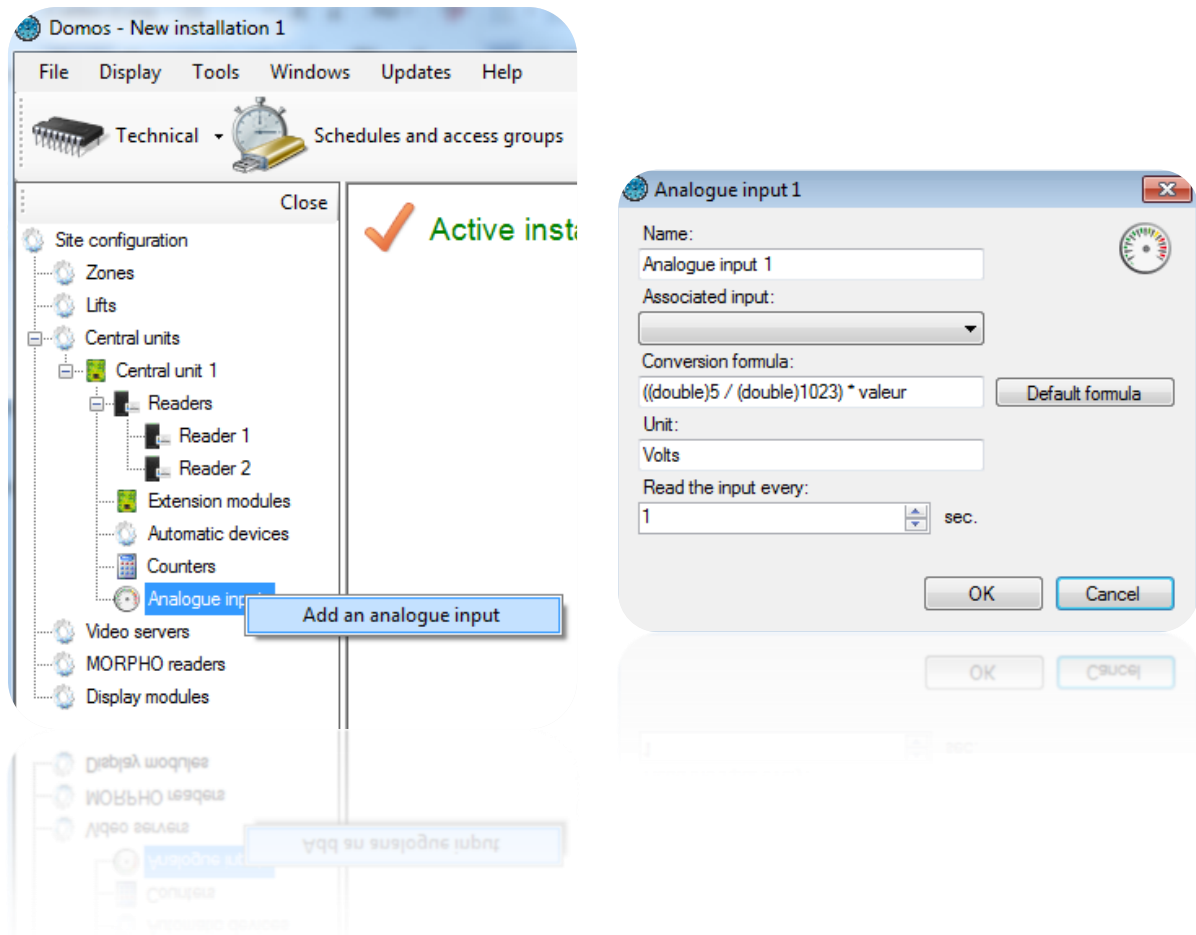 Domos - New installation 1
File Display Tools Windows Updates Help
Technical Schedules and access groups
Close
Active insta
Site configuration
Zones
Lifts
Central units
Central unit 1
Readers
Reader 1
Reader 2
Extension modules
Automatic devices
Counters
Analogue inp
Add an analogue input
Video servers
MORPHO readers
Display modules
Analogue input 1
Name:
Analogue input 1
Associated input:
Conversion formula:
((double)5 / (double)1023) * valeur
Default formula
Unit:
Volts
Read the input every:
1 sec.
OK Cancel